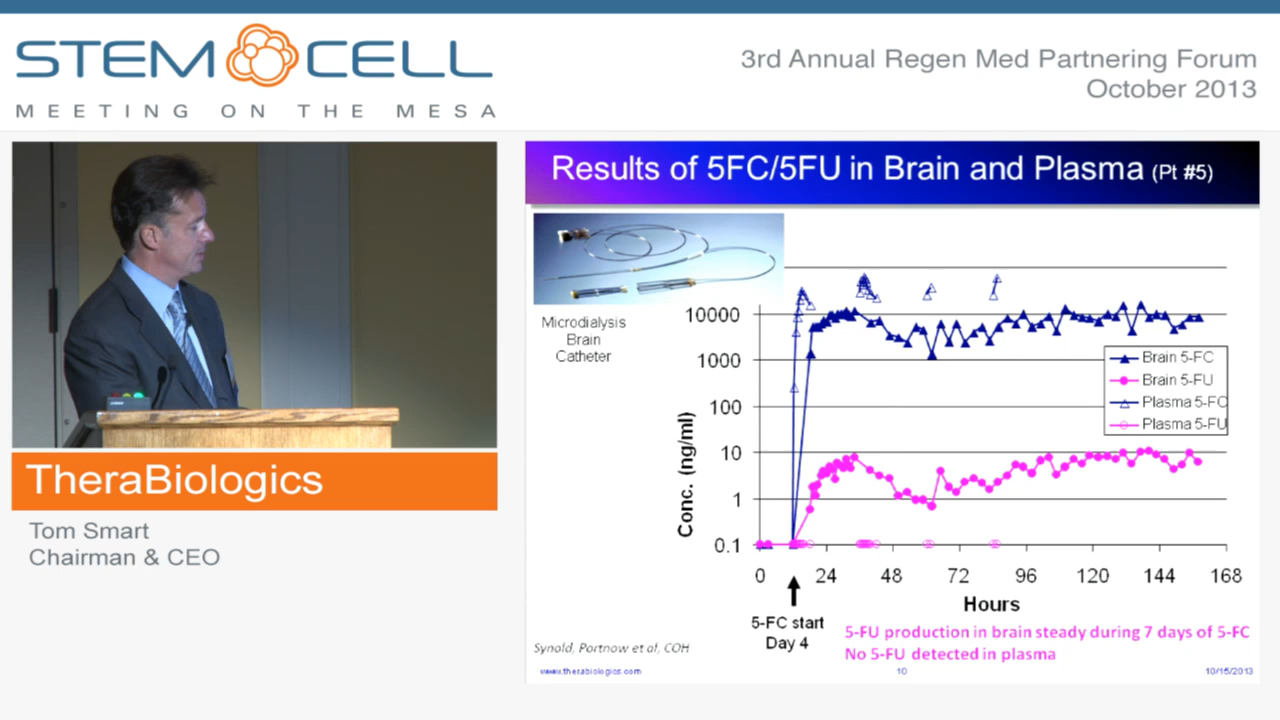 STEM CELL
MEETING ON THE MESA
3rd Annual Regen Med Partnering Forum
October 2013
TheraBiologics
Tom Smart
Chairman & CEO
Results of 5FC/5FU in Brain and Plasma (Pt #5)
Microdialysis
Brain
Catheter
10000
1000
100
10
1
0.1
Conc. (ng/ml)
Brain 5-FC
Brain 5-FU
Plasma 5-FC
Plasma 5-FU
0 24 48 72 96 120 144 168
Hours
5-FC start
Day 4
5-FU production in brain steady during 7 days of 5-FC
No 5-FU detected in plasma
Synold, Portnow et al, COH
www.therabiologics.com
10
10/15/2013